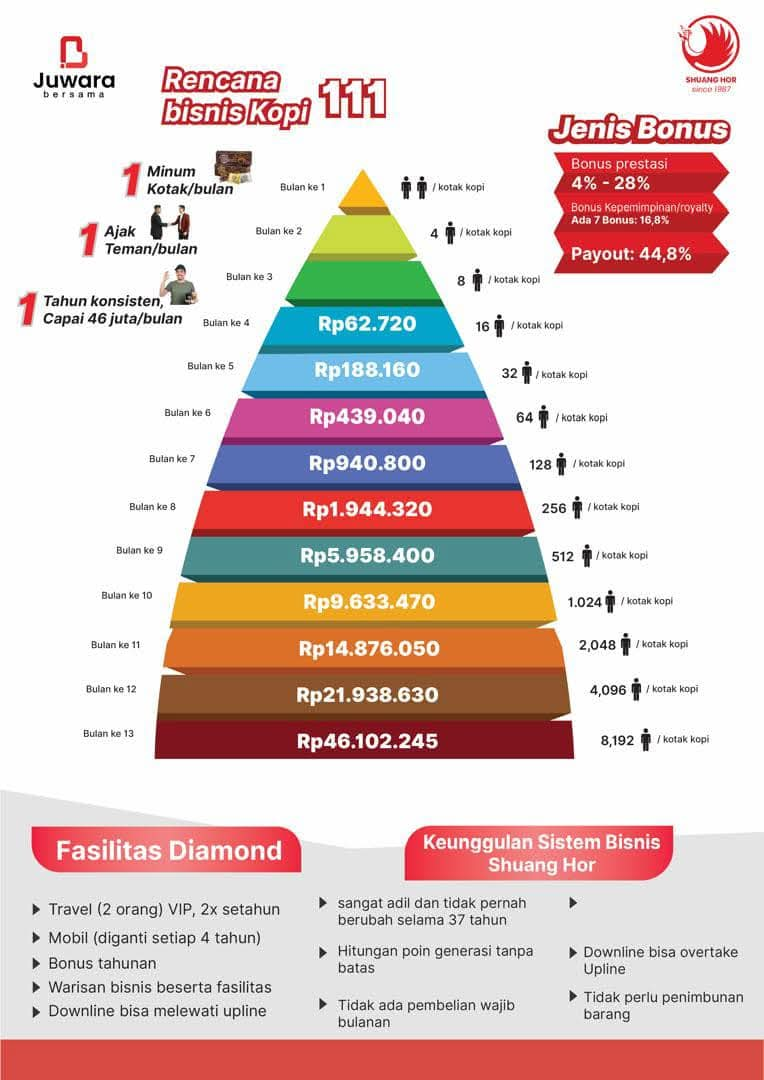 Juwara
bersama
Rencana
bisnis Kopi 111
SHUANG HOR
since 1987
Jenis Bonus
Bonus prestasi
4% - 28%
Bonus Kepemimpinan/royalty
Ada 7 Bonus: 16,8%
Payout: 44,8%
1 Minum
Kotak/bulan
1 Ajak
Teman/bulan
1 Tahun konsisten,
Capai 46 juta/bulan
Bulan ke 1 / kotak kopi
Bulan ke 2 4 / kotak kopi
Bulan ke 3 8 / kotak kopi
Bulan ke 4 Rp62.720 16 / kotak kopi
Bulan ke 5 Rp188.160 32 / kotak kopi
Bulan ke 6 Rp439.040 64 / kotak kopi
Bulan ke 7 Rp940.800 128 / kotak kopi
Bulan ke 8 Rp1.944.320 256 / kotak kopi
Bulan ke 9 Rp5.958.400 512 / kotak kopi
Bulan ke 10 Rp9.633.470 1.024 / kotak kopi
Bulan ke 11 Rp14.876.050 2,048 / kotak kopi
Bulan ke 12 Rp21.938.630 4,096 / kotak kopi
Bulan ke 13 Rp46.102.245 8,192 / kotak kopi
Fasilitas Diamond
Travel (2 orang) VIP, 2x setahun
Mobil (diganti setiap 4 tahun)
Bonus tahunan
Warisan bisnis beserta fasilitas
Downline bisa melewati upline
Keunggulan Sistem Bisnis
Shuang Hor
sangat adil dan tidak pernah
berubah selama 37 tahun
Hitungan poin generasi tanpa
batas
Tidak ada pembelian wajib
bulanan
Downline bisa overtake
Upline
Tidak perlu penimbunan
barang